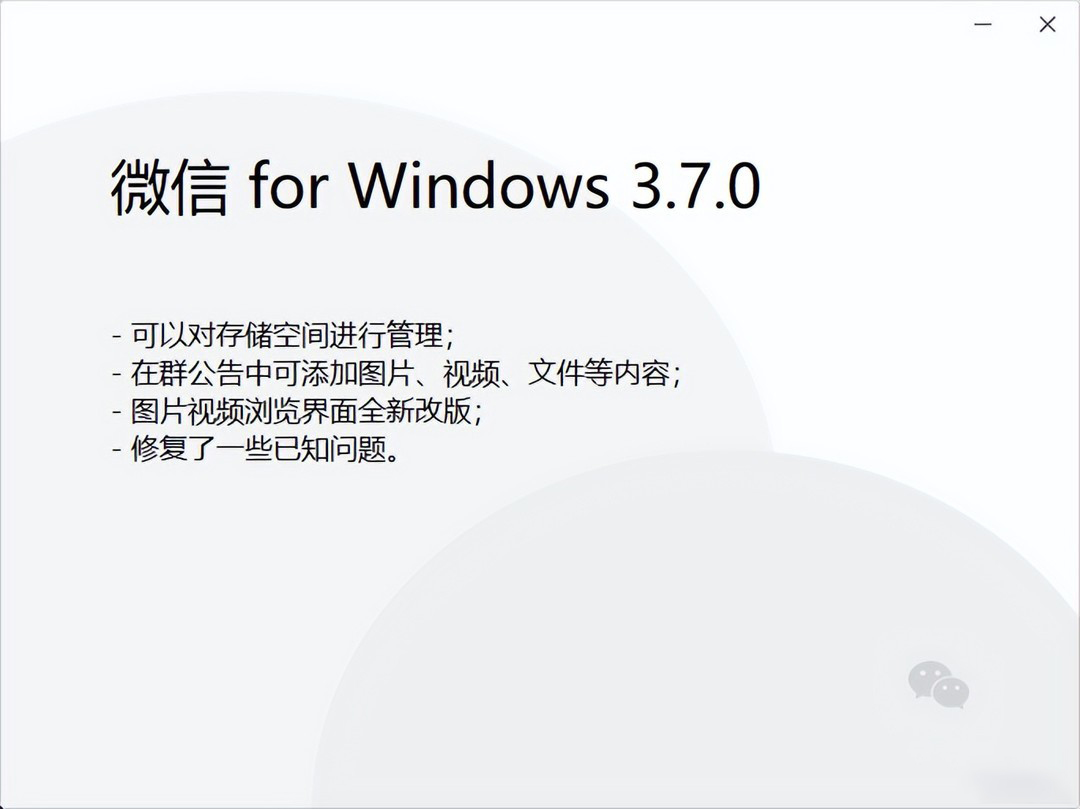 微信 for Windows 3.7.0
- 可以对存储空间进行管理；
- 在群公告中可添加图片、视频、文件等内容；
- 图片视频浏览界面全新改版；
- 修复了一些已知问题。